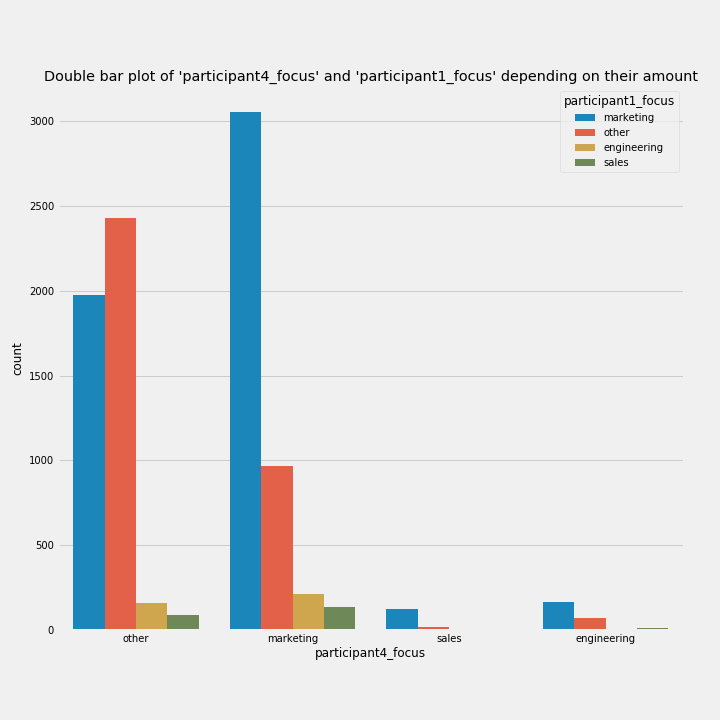 Double bar plot of 'participant4_focus' and 'participant1_focus' depending on their amount
participant1_focus
marketing
other
engineering
sales
3000
2500
2000
1500
1000
500
0
count
other
marketing
sales
engineering
participant4_focus